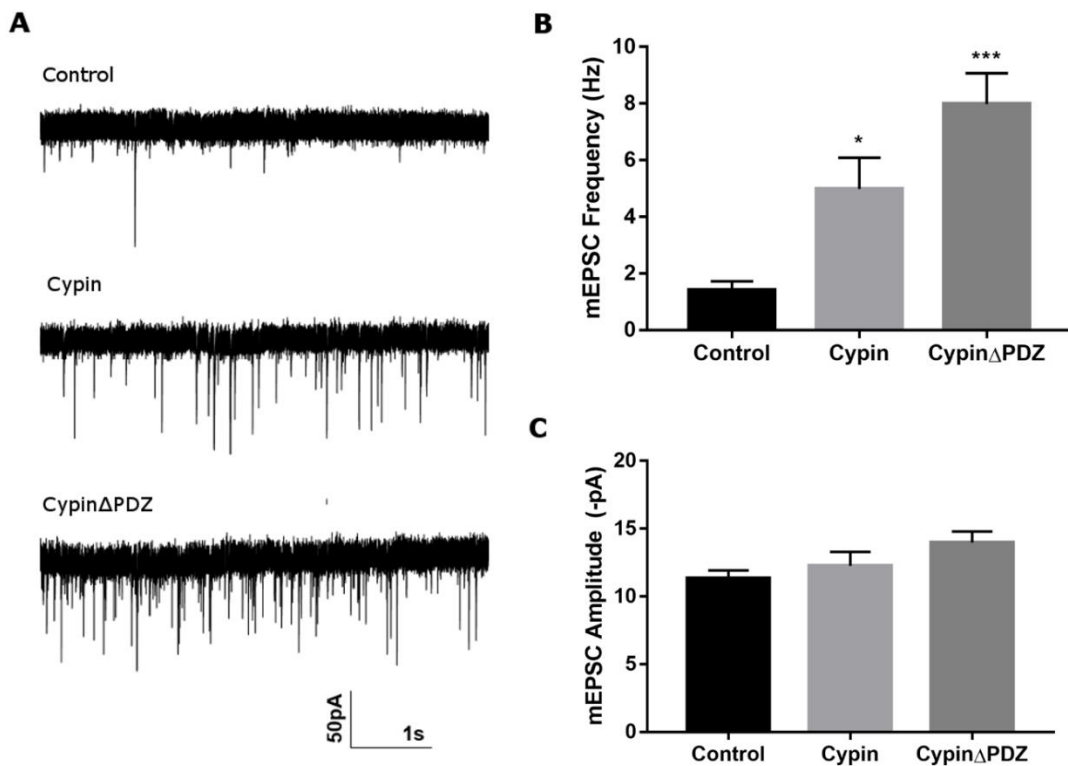 A
Control
Cypin
CypinΔPDZ
50pA
1s
B
mEPSC Frequency (Hz)
10
8
6
4
2
0
*
***
Control Cypin CypinΔPDZ
C
mEPSC Amplitude (-pA)
20
15
10
5
0
Control Cypin CypinΔPDZ